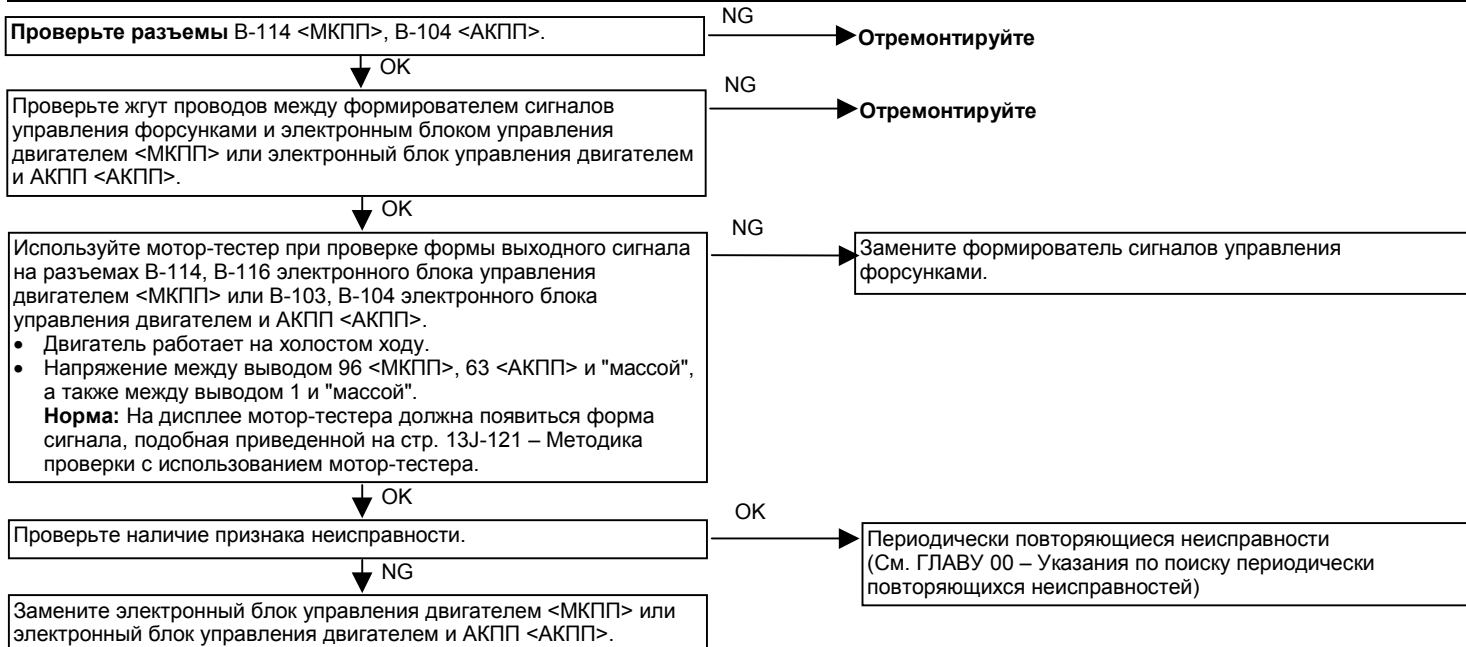 Проверьте разъемы B-114 <МКПП>, B-104 <АКПП>.
NG
Отремонтируйте
OK
Проверьте жгут проводов между формирователем сигналов
управления форсунками и электронным блоком управления
двигателем <МКПП> или электронный блок управления двигателем
и АКПП <АКПП>.
NG
Отремонтируйте
OK
Используйте мотор-тестер при проверке формы выходного сигнала
на разъемах B-114, B-116 электронного блока управления
двигателем <МКПП> или B-103, B-104 электронного блока
управления двигателем и АКПП <АКПП>.
• Двигатель работает на холостом ходу.
• Напряжение между выводом 96 <МКПП>, 63 <АКПП> и "массой",
а также между выводом 1 и "массой".
Норма: На дисплее мотор-тестера должна появиться форма
сигнала, подобная приведенной на стр. 13J-121 – Методика
проверки с использованием мотор-тестера.
NG
Замените формирователь сигналов управления
форсунками.
OK
Проверьте наличие признака неисправности.
OK
Периодически повторяющиеся неисправности
(См. ГЛАВУ 00 – Указания по поиску периодически
повторяющихся неисправностей)
NG
Замените электронный блок управления двигателем <МКПП> или
электронный блок управления двигателем и АКПП <АКПП>.